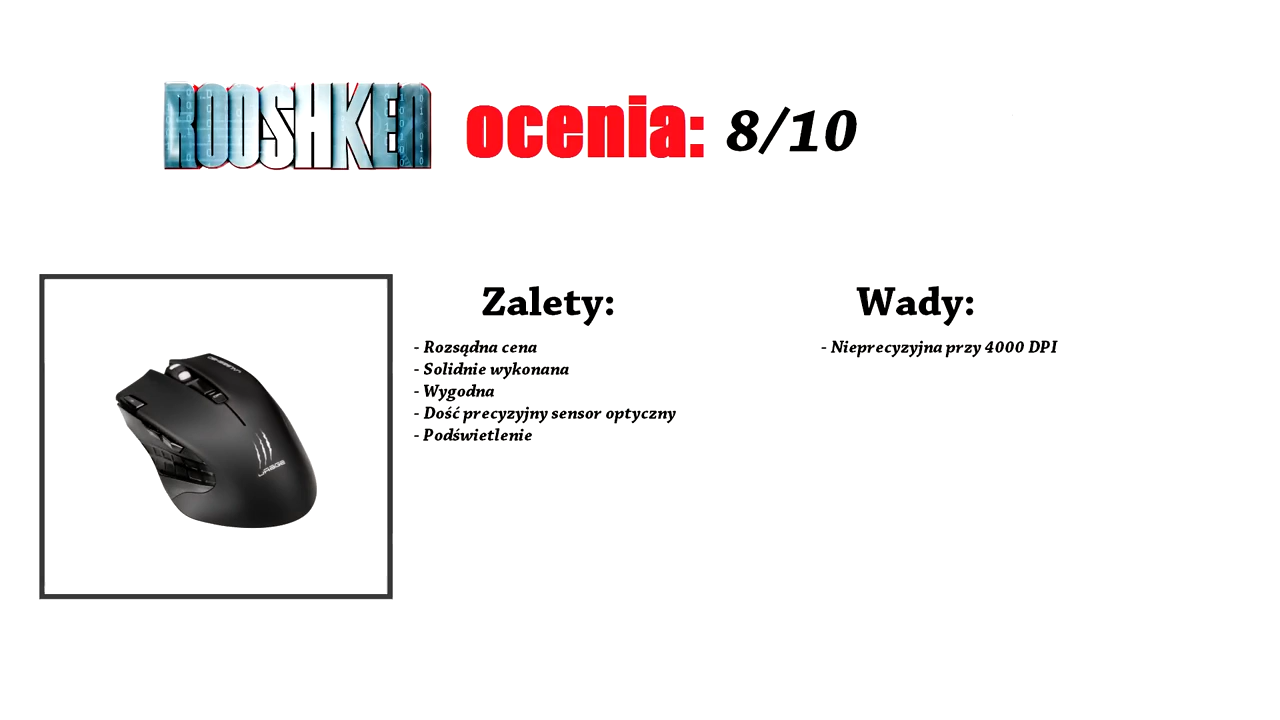 ROOSHKEN ocenia: 8/10
Zalety:
- Rozsądna cena
- Solidnie wykonana
- Wygodna
- Dość precyzyjny sensor optyczny
- Podświetlenie
Wady:
- Nieprecyzyjna przy 4000 DPI
URAGE